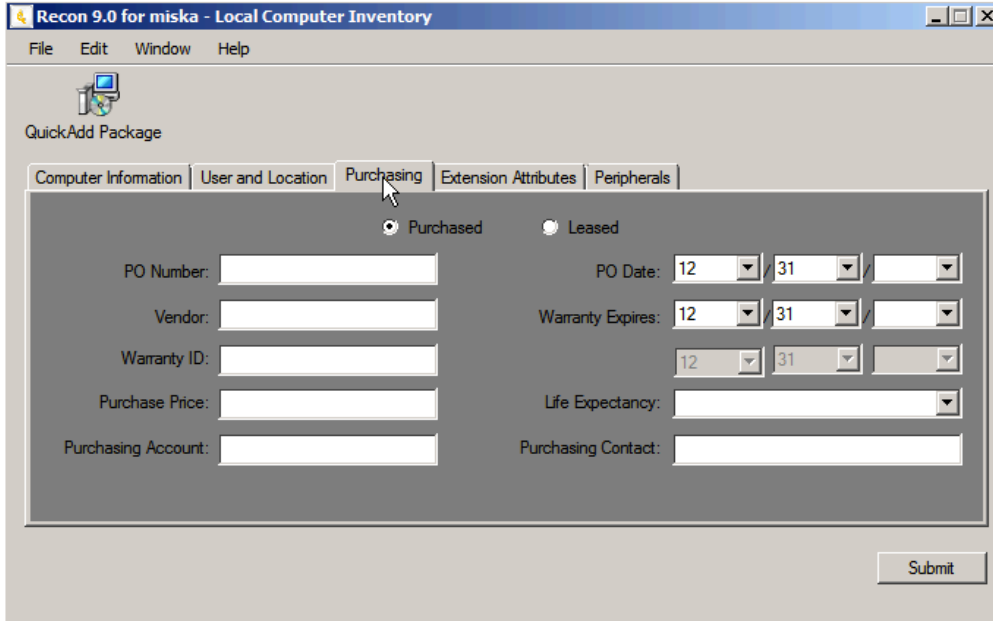 Recon 9.0 for miska - Local Computer Inventory
File Edit Window Help
QuickAdd Package
Computer Information User and Location Purchasing Extension Attributes Peripherals
Purchased Leased
PO Number: PO Date: 12 / 31 /
Vendor: Warranty Expires: 12 / 31 /
Warranty ID: 12 31
Purchase Price: Life Expectancy:
Purchasing Account: Purchasing Contact:
Submit